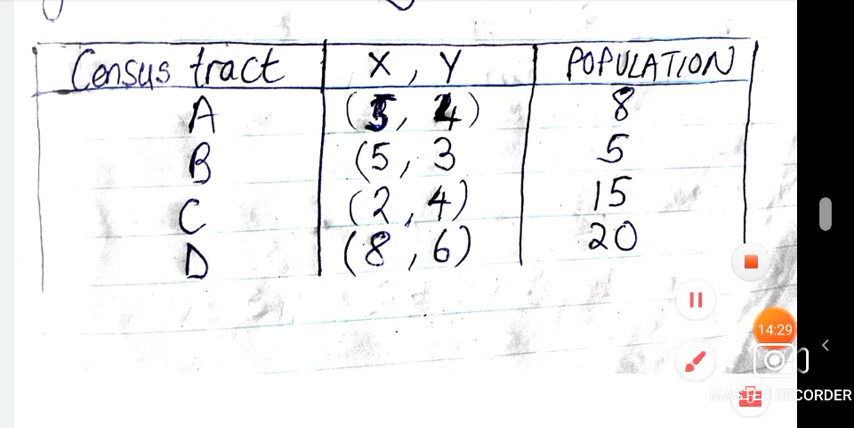 Census tract X, Y POPULATION
A 8
B (5, 3 5
C (2, 4) 15
D (8, 6) 20
14:29